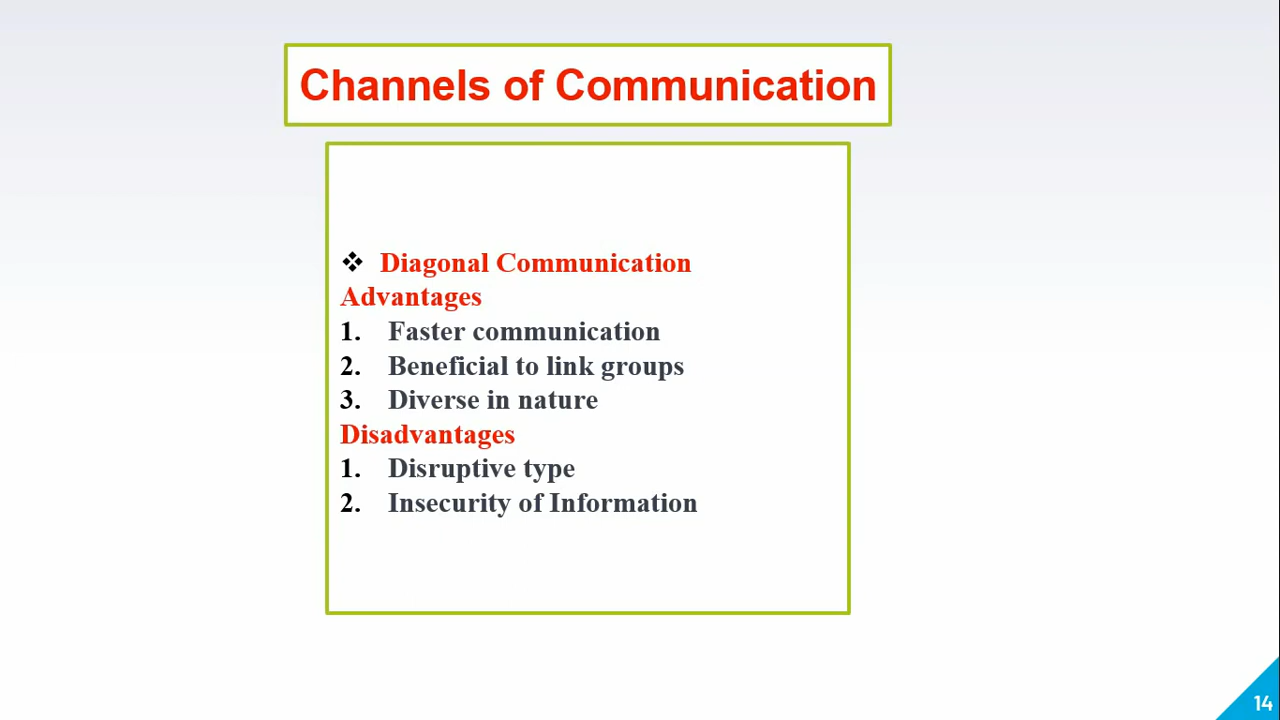 Channels of Communication
❖ Diagonal Communication
Advantages
1. Faster communication
2. Beneficial to link groups
3. Diverse in nature
Disadvantages
1. Disruptive type
2. Insecurity of Information
14